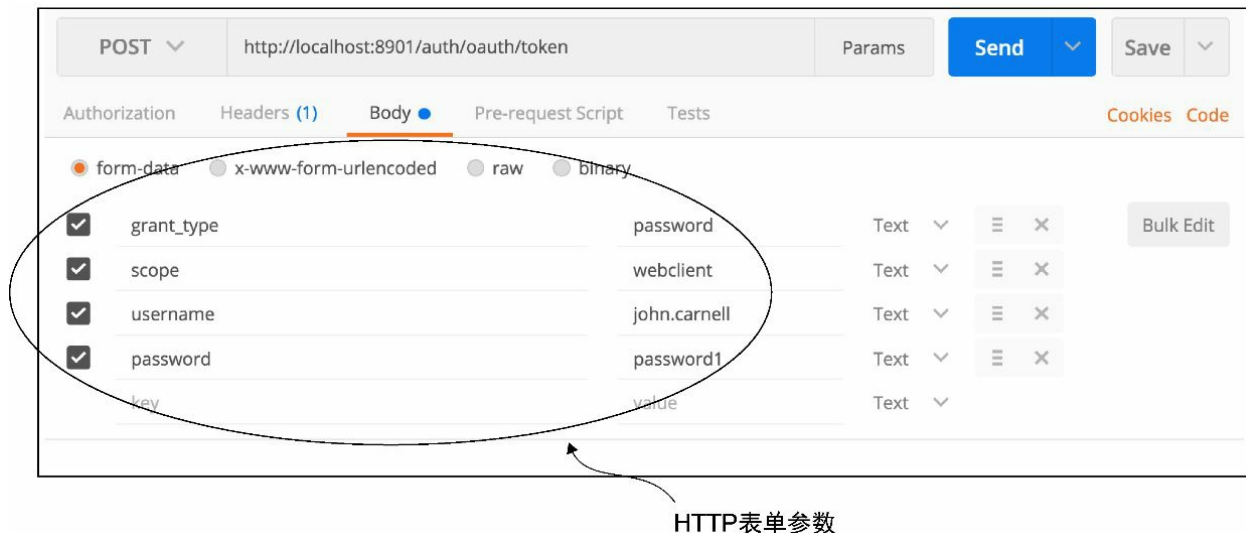 POST http://localhost:8901/auth/oauth/token Params Send Save
Authorization Headers (1) Body Pre-request Script Tests Cookies Code
form-data x-www-form-urlencoded raw binary
grant_type password Text Bulk Edit
scope webclient Text
username john.carnell Text
password password1 Text
key value Text
HTTP表单参数